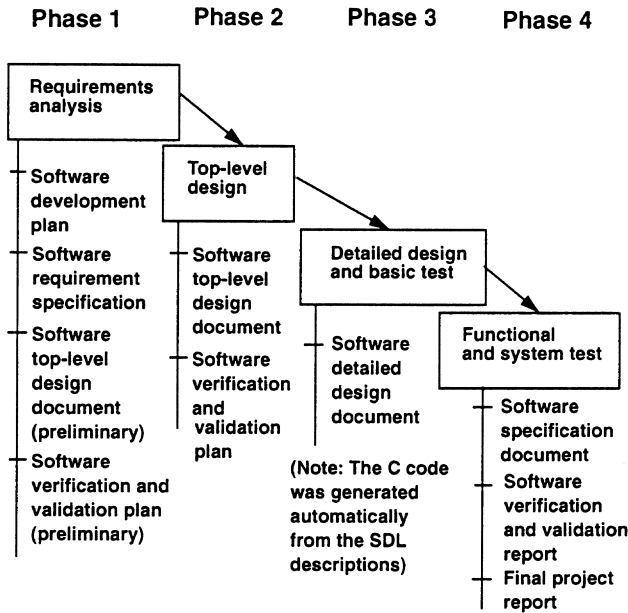 Phase 1
Phase 2
Phase 3
Phase 4
Requirements
analysis
Software
development
plan
Software
requirement
specification
Software
top-level
design
document
(preliminary)
Software
verification and
validation plan
(preliminary)
Top-level
design
Software
top-level
design
document
Software
verification
and
validation
plan
Detailed design
and basic test
Software
detailed
design
document
(Note: The C code
was generated
automatically
from the SDL
descriptions)
Functional
and system test
Software
specification
document
Software
verification
and validation
report
Final project
report